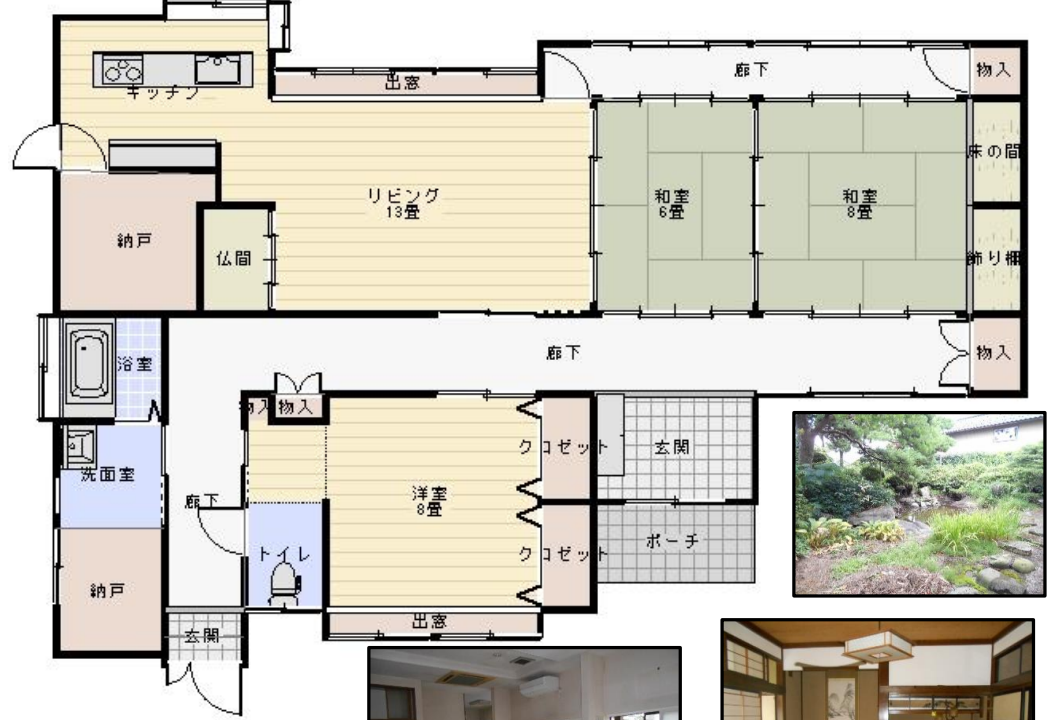 廊下
物入
出窓
キッチン
床の間
リビング
13畳
和室
6畳
和室
8畳
納戸
仏間
飾り棚
浴室
廊下
物入
物入
物入
クロゼット
玄関
洗面室
廊下
洋室
8畳
トイレ
クロゼット
ポーチ
納戸
出窓
玄関